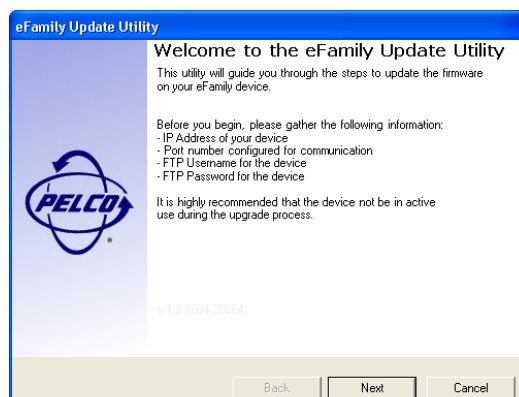 eFamily Update Utility
Welcome to the eFamily Update Utility
This utility will guide you through the steps to update the firmware
on your eFamily device.
Before you begin, please gather the following information:
- IP Address of your device
- Port number configured for communication
- FTP Username for the device
- FTP Password for the device
It is highly recommended that the device not be in active
use during the upgrade process.
PELCO
®
v 1.2.2894.30864
Back
Next
Cancel